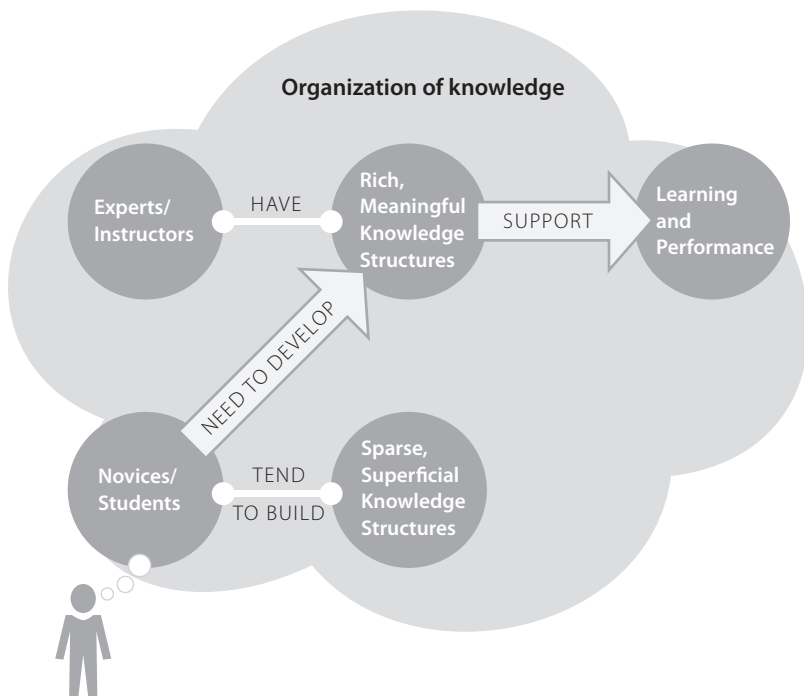 Organization of knowledge
Experts/
Instructors
HAVE
Rich,
Meaningful
Knowledge
Structures
SUPPORT
Learning
and
Performance
NEED TO DEVELOP
Novices/
Students
TEND
TO BUILD
Sparse,
Superficial
Knowledge
Structures